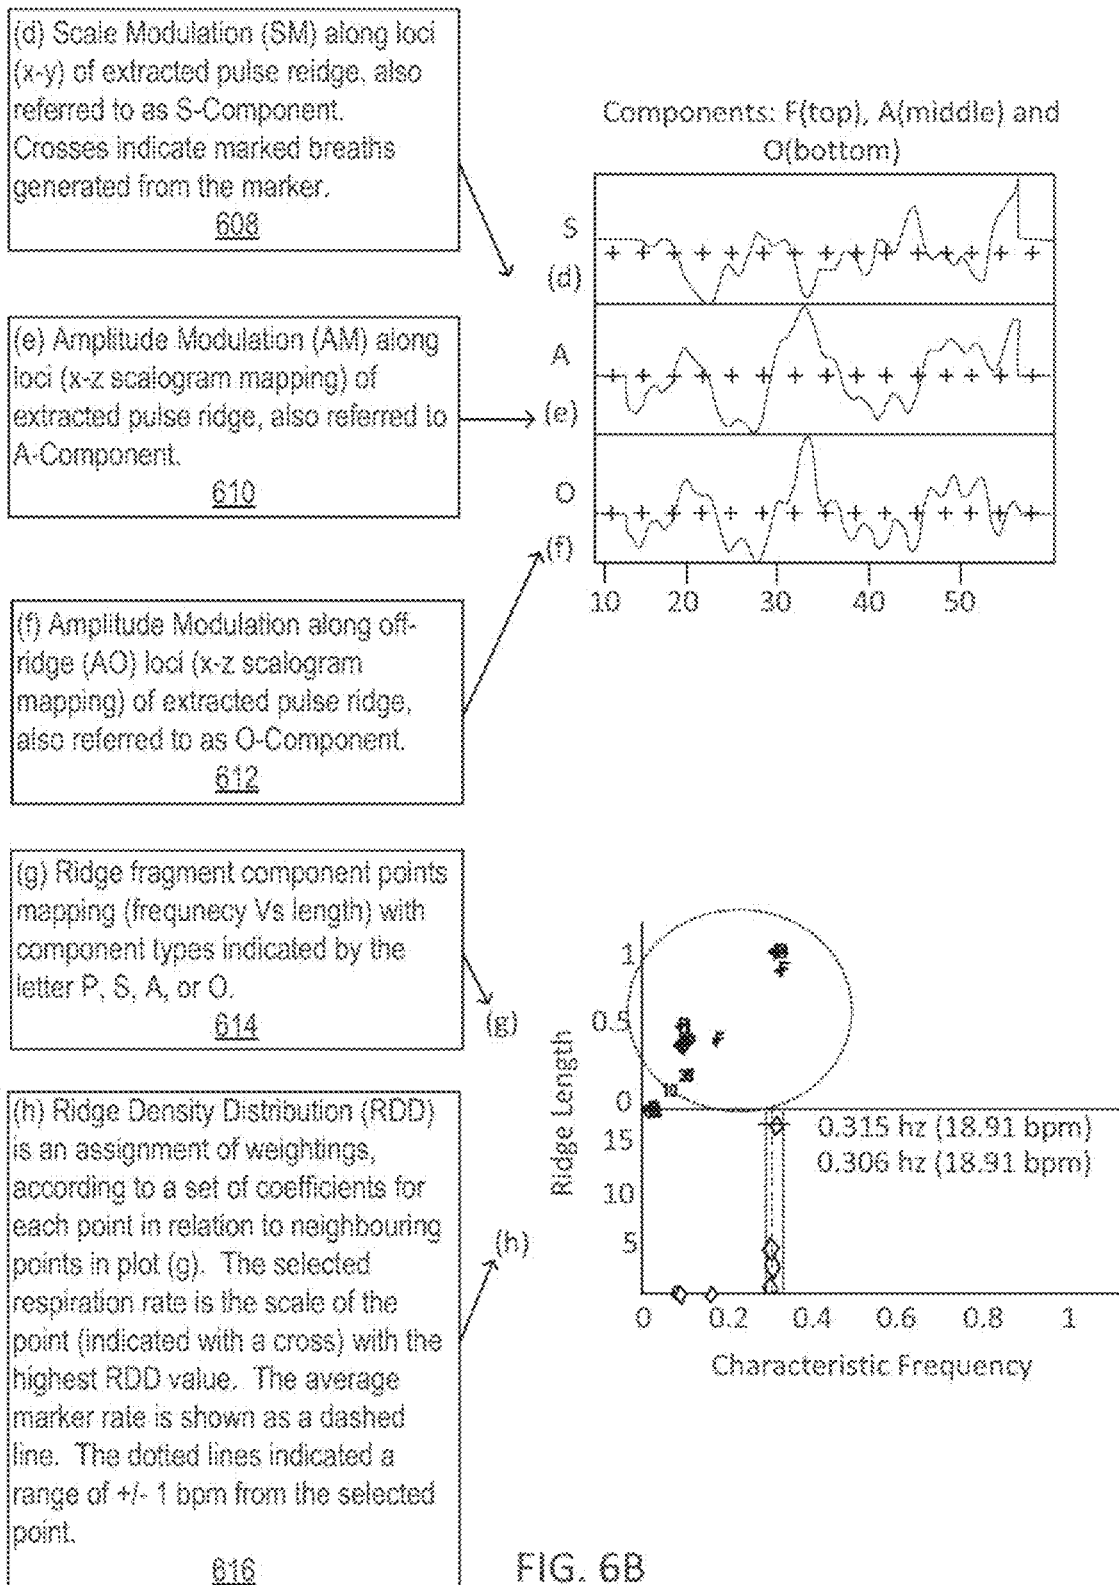 (d) Scale Modulation (SM) along loci
(x-y) of extracted pulse reidge, also
referred to as S-Component.
Crosses indicate marked breaths
generated from the marker.
608
(e) Amplitude Modulation (AM) along
loci (x-z scalogram mapping) of
extracted pulse ridge, also referred to
A-Component.
610
(f) Amplitude Modulation along off-
ridge (AO) loci (x-z scalogram
mapping) of extracted pulse ridge,
also referred to as O-Component.
612
(g) Ridge fragment component points
mapping (frequnecy Vs length) with
component types indicated by the
letter P, S, A, or O.
614
(h) Ridge Density Distribution (RDD)
is an assignment of weightings,
according to a set of coefficients for
each point in relation to neighbouring
points in plot (g). The selected
respiration rate is the scale of the
point (indicated with a cross) with the
highest RDD value. The average
marker rate is shown as a dashed
line. The dotted lines indicated a
range of +/- 1 bpm from the selected
point.
616
Components: F(top), A(middle) and
O(bottom)
S
(d)
A
(e)
O
(f)
10 20 30 40 50
(g)
(h)
Ridge Length
1
0.5
0
15
10
5
0.315 hz (18.91 bpm)
0.306 hz (18.91 bpm)
0 0.2 0.4 0.6 0.8 1
Characteristic Frequency
FIG. 6B